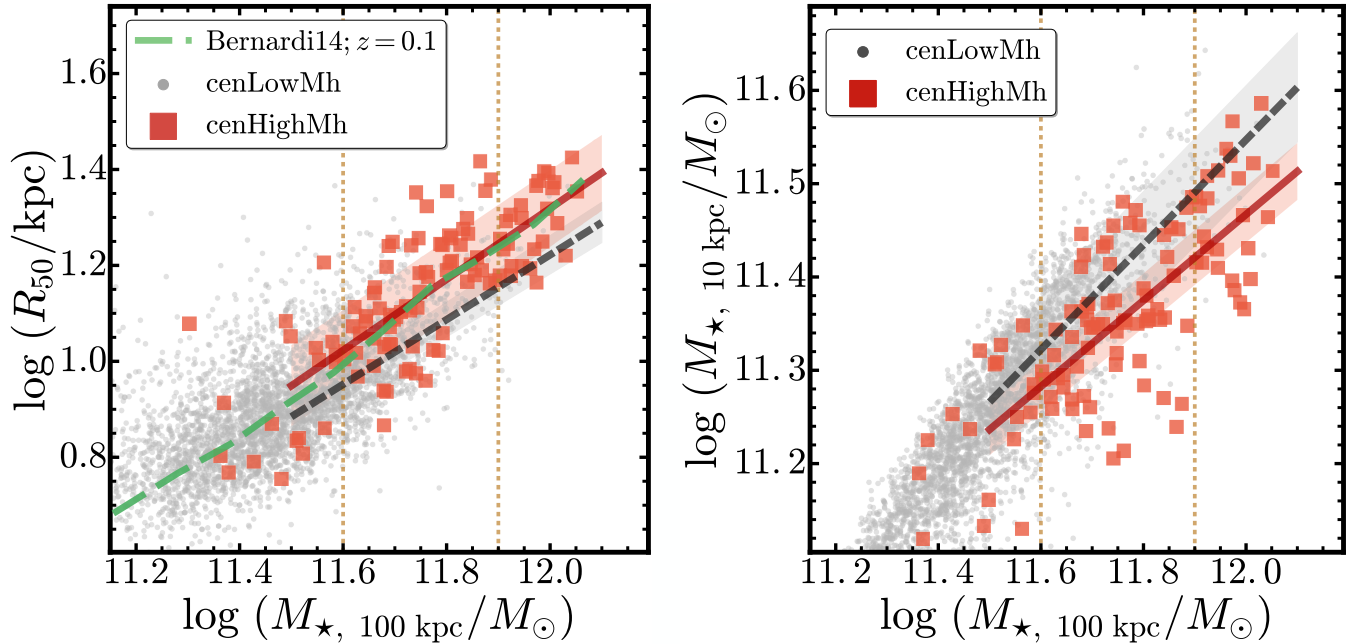 Bernardi14; z = 0.1
cenLowMh
cenHighMh
1.6
1.4
1.2
1.0
0.8
log (R50/kpc)
11.2 11.4 11.6 11.8 12.0
log (M⋆, 100 kpc/M⊙)
cenLowMh
cenHighMh
11.6
11.5
11.4
11.3
11.2
log (M⋆, 10 kpc/M⊙)
11.2 11.4 11.6 11.8 12.0
log (M⋆, 100 kpc/M⊙)